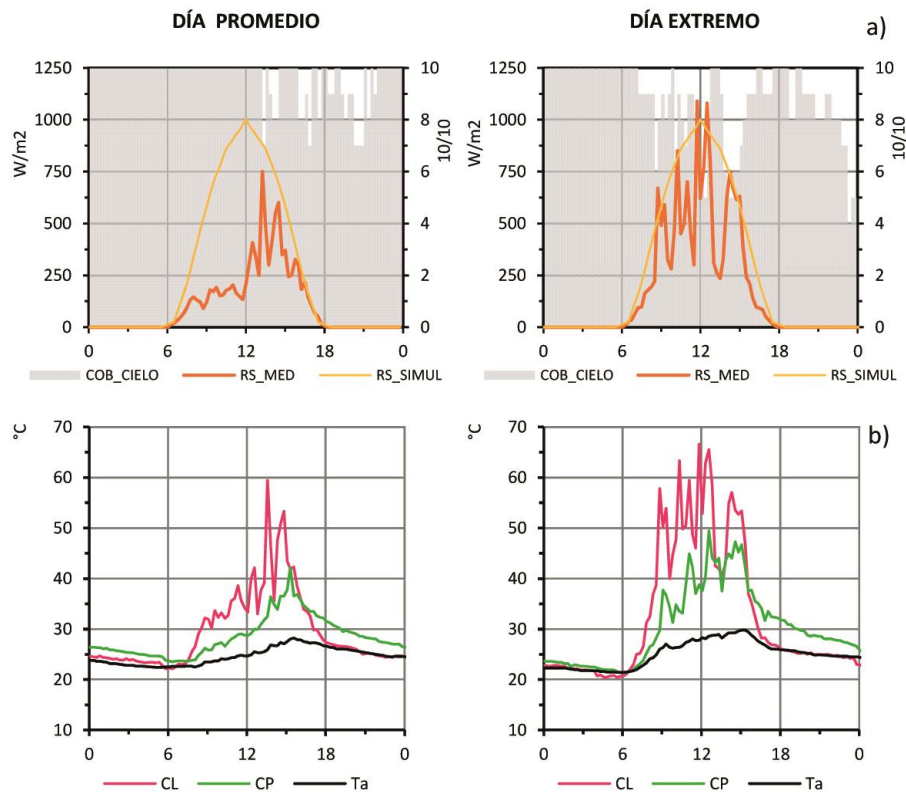 DÍA PROMEDIO
DÍA EXTREMO
a)
1250
1000
750
500
250
0
W/m2
10
8
6
4
2
0
10/10
0 6 12 18 0
COB_CIELO RS_MED RS_SIMUL
1250
1000
750
500
250
0
W/m2
10
8
6
4
2
0
10/10
0 6 12 18 0
COB_CIELO RS_MED RS_SIMUL
b)
°C
70
60
50
40
30
20
10
0 6 12 18 0
CL CP Ta
°C
70
60
50
40
30
20
10
0 6 12 18 0
CL CP Ta